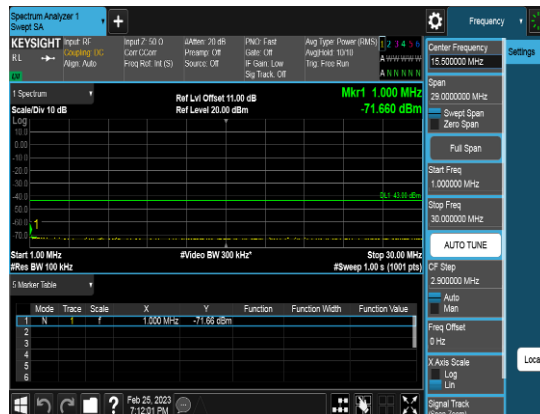 Spectrum Analyzer 1
Swept SA
+
Frequency
KEYSIGHT
RL
Input: RF
Coupling: DC
Align: Auto
Input Z: 50 Ω
Corr CCorr
Freq Ref: Int (S)
#Atten: 20 dB
Preamp: Off
Source: Off
PNO: Fast
Gate: Off
IF Gain: Low
Sig Track: Off
Avg Type: Power (RMS)
Avg|Hold: 10/10
Trig: Free Run
1 2 3 4 5 6
A W W W W W
A N N N N N
1 Spectrum
Scale/Div 10 dB
Ref Lvl Offset 11.00 dB
Ref Level 20.00 dBm
Mkr1 1.000 MHz
-71.660 dBm
Log
10.0
0.00
-10.0
-20.0
-30.0
-40.0
-50.0
-60.0
-70.0
DL1 -43.00 dBm
1
Start 1.00 MHz
#Res BW 100 kHz
#Video BW 300 kHz*
Stop 30.00 MHz
#Sweep 1.00 s (1001 pts)
5 Marker Table
Mode Trace Scale X Y Function Function Width Function Value
1 N 1 f 1.000 MHz -71.66 dBm
2
3
4
5
6
Feb 25, 2023
7:12:01 PM
Center Frequency
15.500000 MHz
Settings
Span
29.0000000 MHz
Swept Span
Zero Span
Full Span
Start Freq
1.000000 MHz
Stop Freq
30.000000 MHz
AUTO TUNE
CF Step
2.900000 MHz
Auto
Man
Freq Offset
0 Hz
X Axis Scale
Log
Lin
Loca
Signal Track
(Span Zoom)